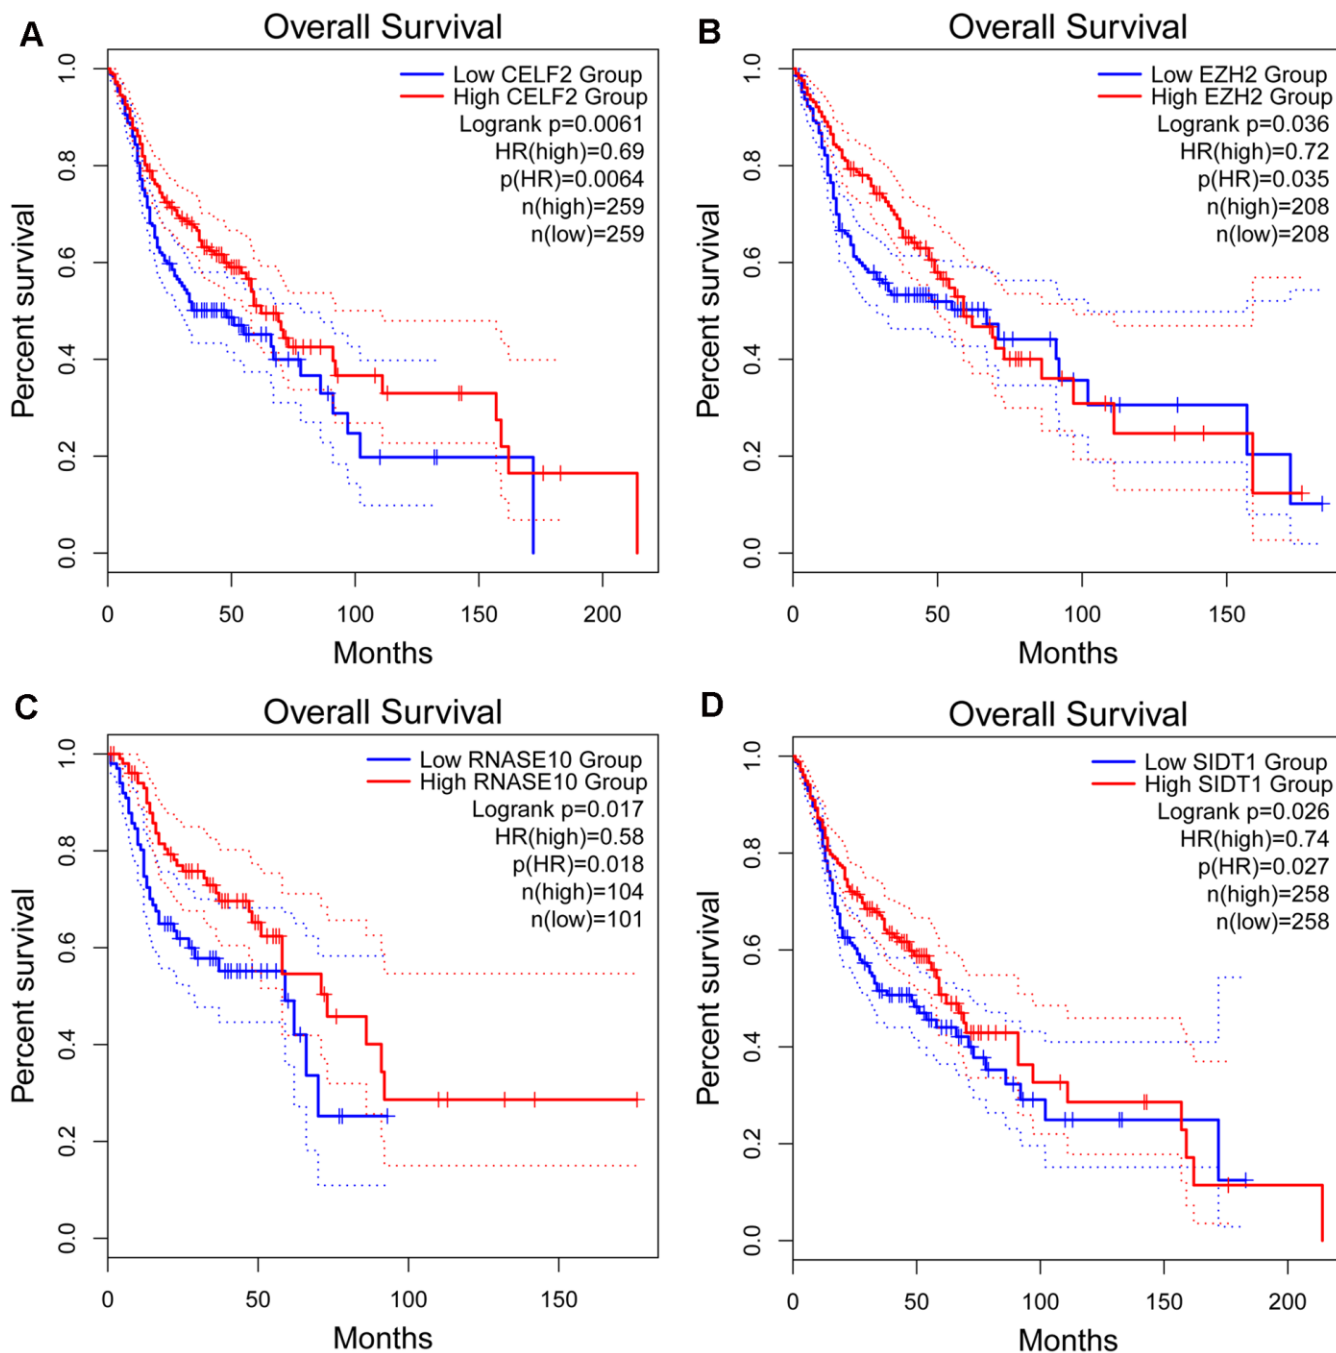 A
Overall Survival
Low CELF2 Group
High CELF2 Group
Logrank p=0.0061
HR(high)=0.69
p(HR)=0.0064
n(high)=259
n(low)=259
Percent survival
1.0
0.8
0.6
0.4
0.2
0.0
0 50 100 150 200
Months
B
Overall Survival
Low EZH2 Group
High EZH2 Group
Logrank p=0.036
HR(high)=0.72
p(HR)=0.035
n(high)=208
n(low)=208
Percent survival
1.0
0.8
0.6
0.4
0.2
0.0
0 50 100 150
Months
C
Overall Survival
Low RNASE10 Group
High RNASE10 Group
Logrank p=0.017
HR(high)=0.58
p(HR)=0.018
n(high)=104
n(low)=101
Percent survival
1.0
0.8
0.6
0.4
0.2
0.0
0 50 100 150
Months
D
Overall Survival
Low SIDT1 Group
High SIDT1 Group
Logrank p=0.026
HR(high)=0.74
p(HR)=0.027
n(high)=258
n(low)=258
Percent survival
1.0
0.8
0.6
0.4
0.2
0.0
0 50 100 150 200
Months